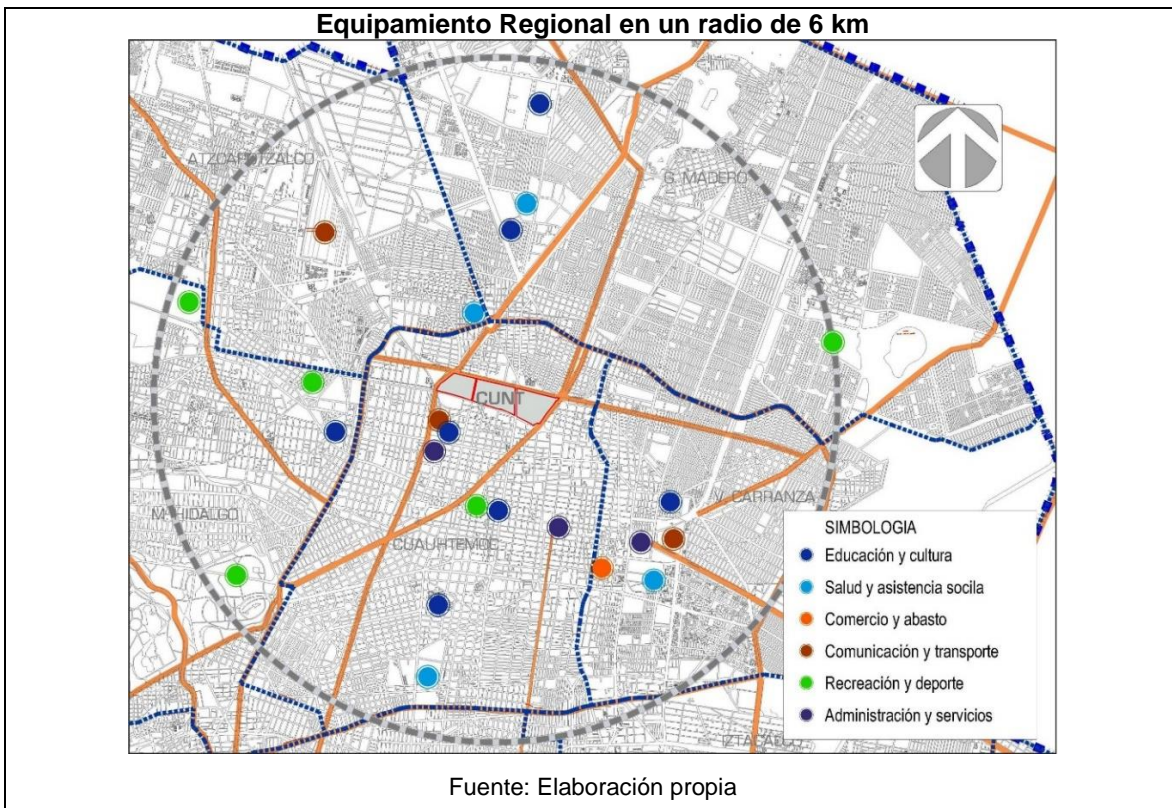 Equipamiento Regional en un radio de 6 km
ATZCAPOTZALCO
G. MADERO
CUNT
V. CARRANZA
M. HIDALGO
CUAUHTEMOC
SIMBOLOGIA
Educación y cultura
Salud y asistencia socila
Comercio y abasto
Comunicación y transporte
Recreación y deporte
Administración y servicios
IZTACALCO
Fuente: Elaboración propia